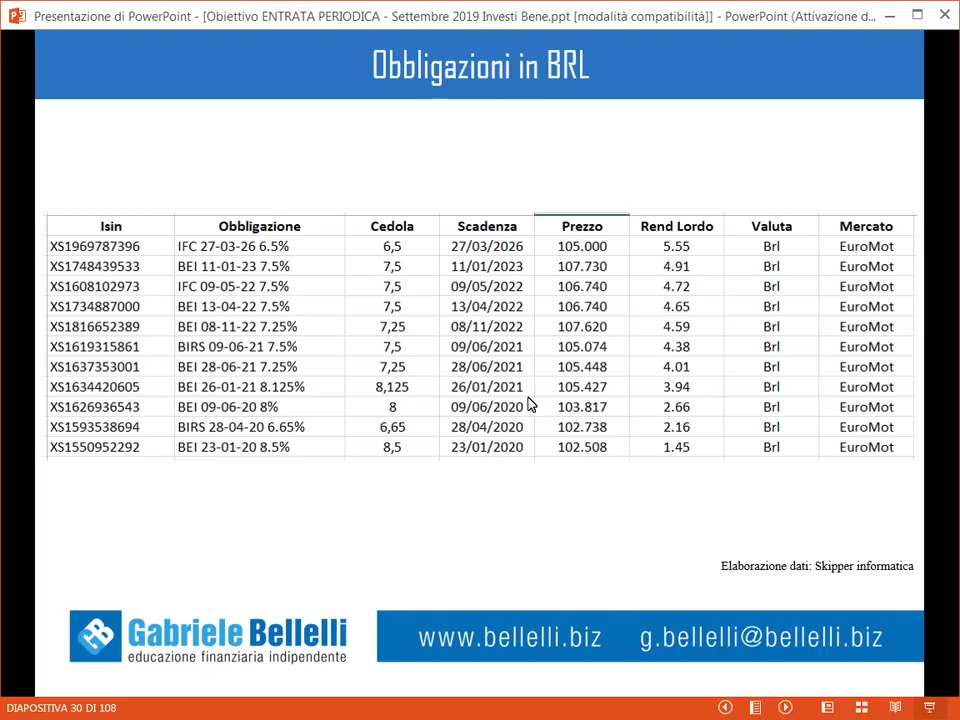 Presentazione di PowerPoint - [Obiettivo ENTRATA PERIODICA - Settembre 2019 Investi Bene.ppt [modalità compatibilità]] - PowerPoint (Attivazione d...
Obbligazioni in BRL
Isin Obbligazione Cedola Scadenza Prezzo Rend Lordo Valuta Mercato
XS1969787396 IFC 27-03-26 6.5% 6,5 27/03/2026 105.000 5.55 Brl EuroMot
XS1748439533 BEI 11-01-23 7.5% 7,5 11/01/2023 107.730 4.91 Brl EuroMot
XS1608102973 IFC 09-05-22 7.5% 7,5 09/05/2022 106.740 4.72 Brl EuroMot
XS1734887000 BEI 13-04-22 7.5% 7,5 13/04/2022 106.740 4.65 Brl EuroMot
XS1816652389 BEI 08-11-22 7.25% 7,25 08/11/2022 107.620 4.59 Brl EuroMot
XS1619315861 BIRS 09-06-21 7.5% 7,5 09/06/2021 105.074 4.38 Brl EuroMot
XS1637353001 BEI 28-06-21 7.25% 7,25 28/06/2021 105.448 4.01 Brl EuroMot
XS1634420605 BEI 26-01-21 8.125% 8,125 26/01/2021 105.427 3.94 Brl EuroMot
XS1626936543 BEI 09-06-20 8% 8 09/06/2020 103.817 2.66 Brl EuroMot
XS1593538694 BIRS 28-04-20 6.65% 6,65 28/04/2020 102.738 2.16 Brl EuroMot
XS1550952292 BEI 23-01-20 8.5% 8,5 23/01/2020 102.508 1.45 Brl EuroMot
Elaborazione dati: Skipper informatica
Gabriele Bellelli
educazione finanziaria indipendente
www.bellelli.biz g.bellelli@bellelli.biz
DIAPOSITIVA 30 DI 108